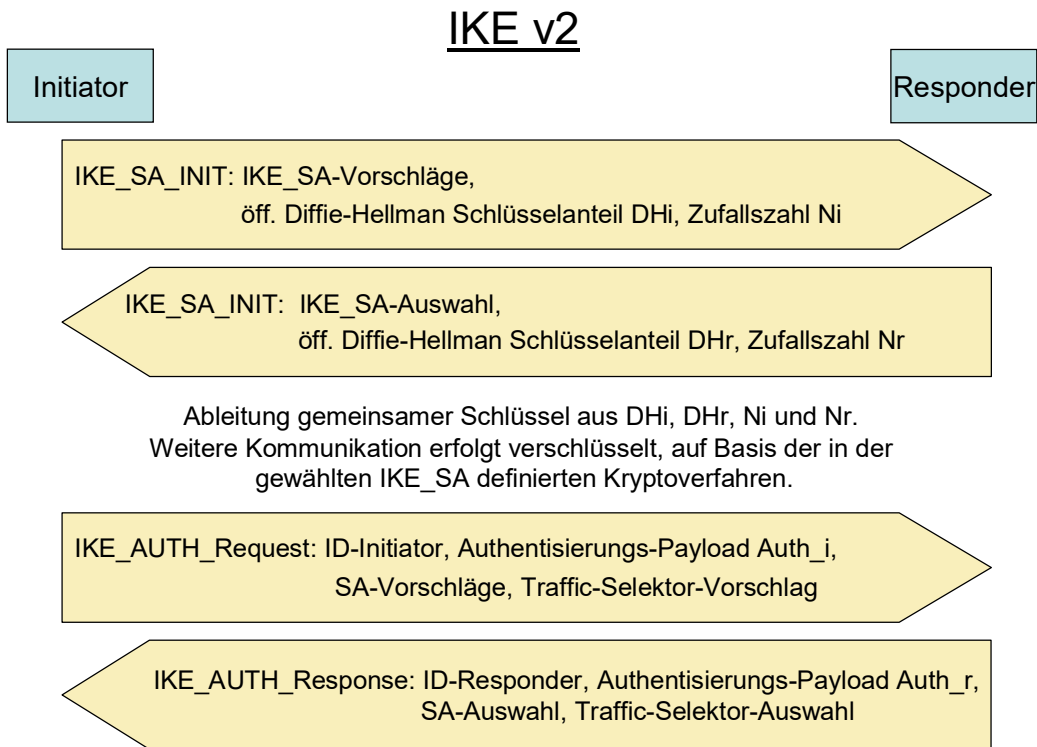 IKE v2
Initiator
Responder
IKE_SA_INIT: IKE_SA-Vorschläge,
öff. Diffie-Hellman Schlüsselanteil DHi, Zufallszahl Ni
IKE_SA_INIT: IKE_SA-Auswahl,
öff. Diffie-Hellman Schlüsselanteil DHr, Zufallszahl Nr
Ableitung gemeinsamer Schlüssel aus DHi, DHr, Ni und Nr.
Weitere Kommunikation erfolgt verschlüsselt, auf Basis der in der
gewählten IKE_SA definierten Kryptoverfahren.
IKE_AUTH_Request: ID-Initiator, Authentisierungs-Payload Auth_i,
SA-Vorschläge, Traffic-Selektor-Vorschlag
IKE_AUTH_Response: ID-Responder, Authentisierungs-Payload Auth_r,
SA-Auswahl, Traffic-Selektor-Auswahl